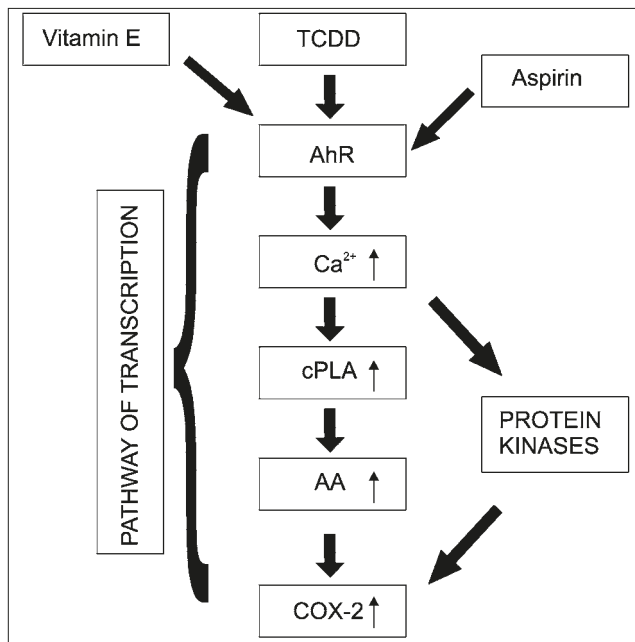 Vitamin E
TCDD
Aspirin
AhR
Ca²⁺ ↑
cPLA ↑
AA ↑
COX-2 ↑
PROTEIN
KINASES
PATHWAY OF TRANSCRIPTION